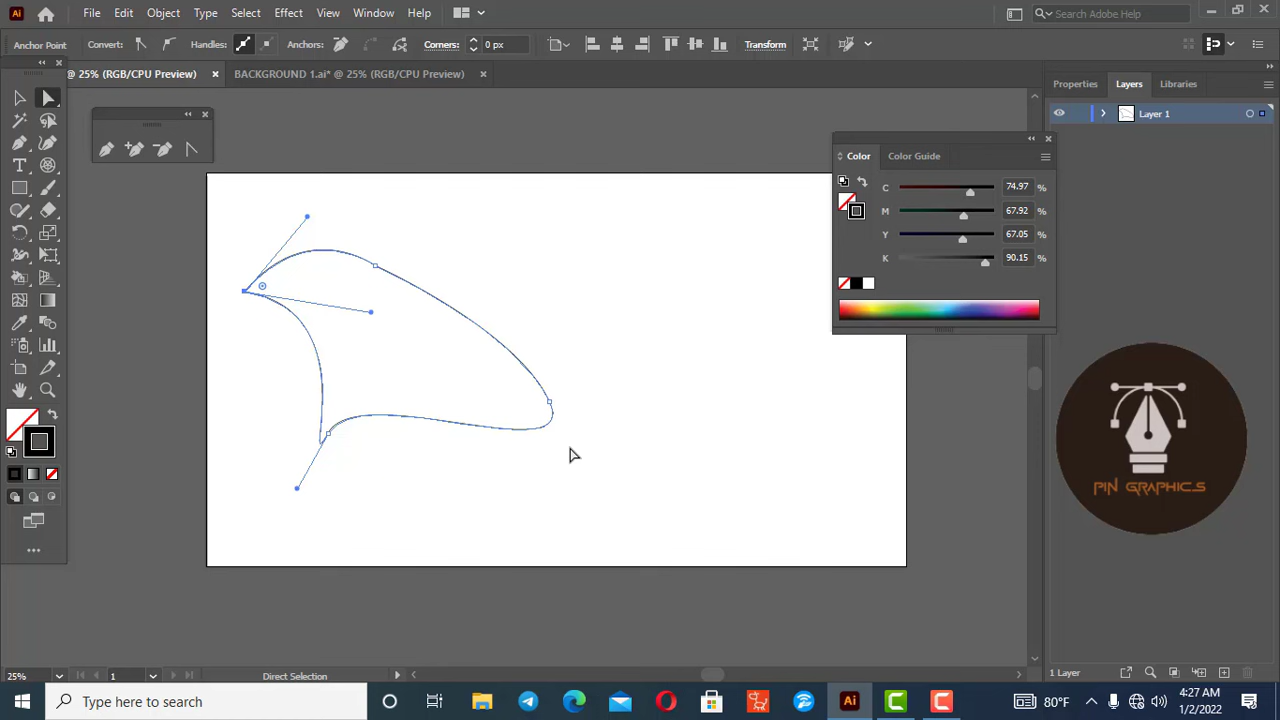 Ai File Edit Object Type Select Effect View Window Help Search Adobe Help
Anchor Point Convert: Handles: Anchors: Corners: 0 px Transform
@ 25% (RGB/CPU Preview) × BACKGROUND 1.ai* @ 25% (RGB/CPU Preview) ×
Properties Layers Libraries
Layer 1
Color Color Guide
C 74.97 %
M 67.92 %
Y 67.05 %
K 90.15 %
PIN GRAPHICS
25% 1 Direct Selection 1 Layer
Type here to search Ai 80°F 4:27 AM
1/2/2022